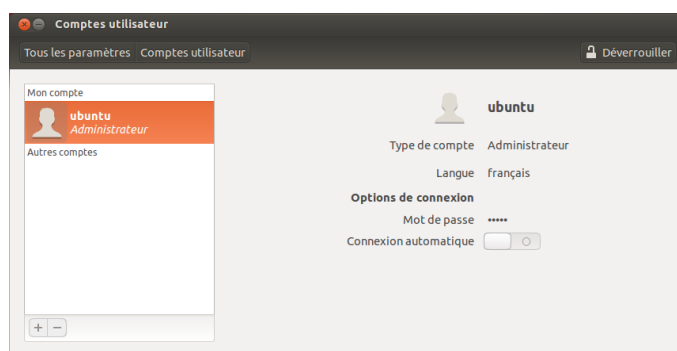 Comptes utilisateur
Tous les paramètres Comptes utilisateur Déverrouiller
Mon compte
ubuntu
Administrateur
Autres comptes
ubuntu
Type de compte Administrateur
Langue français
Options de connexion
Mot de passe •••••
Connexion automatique